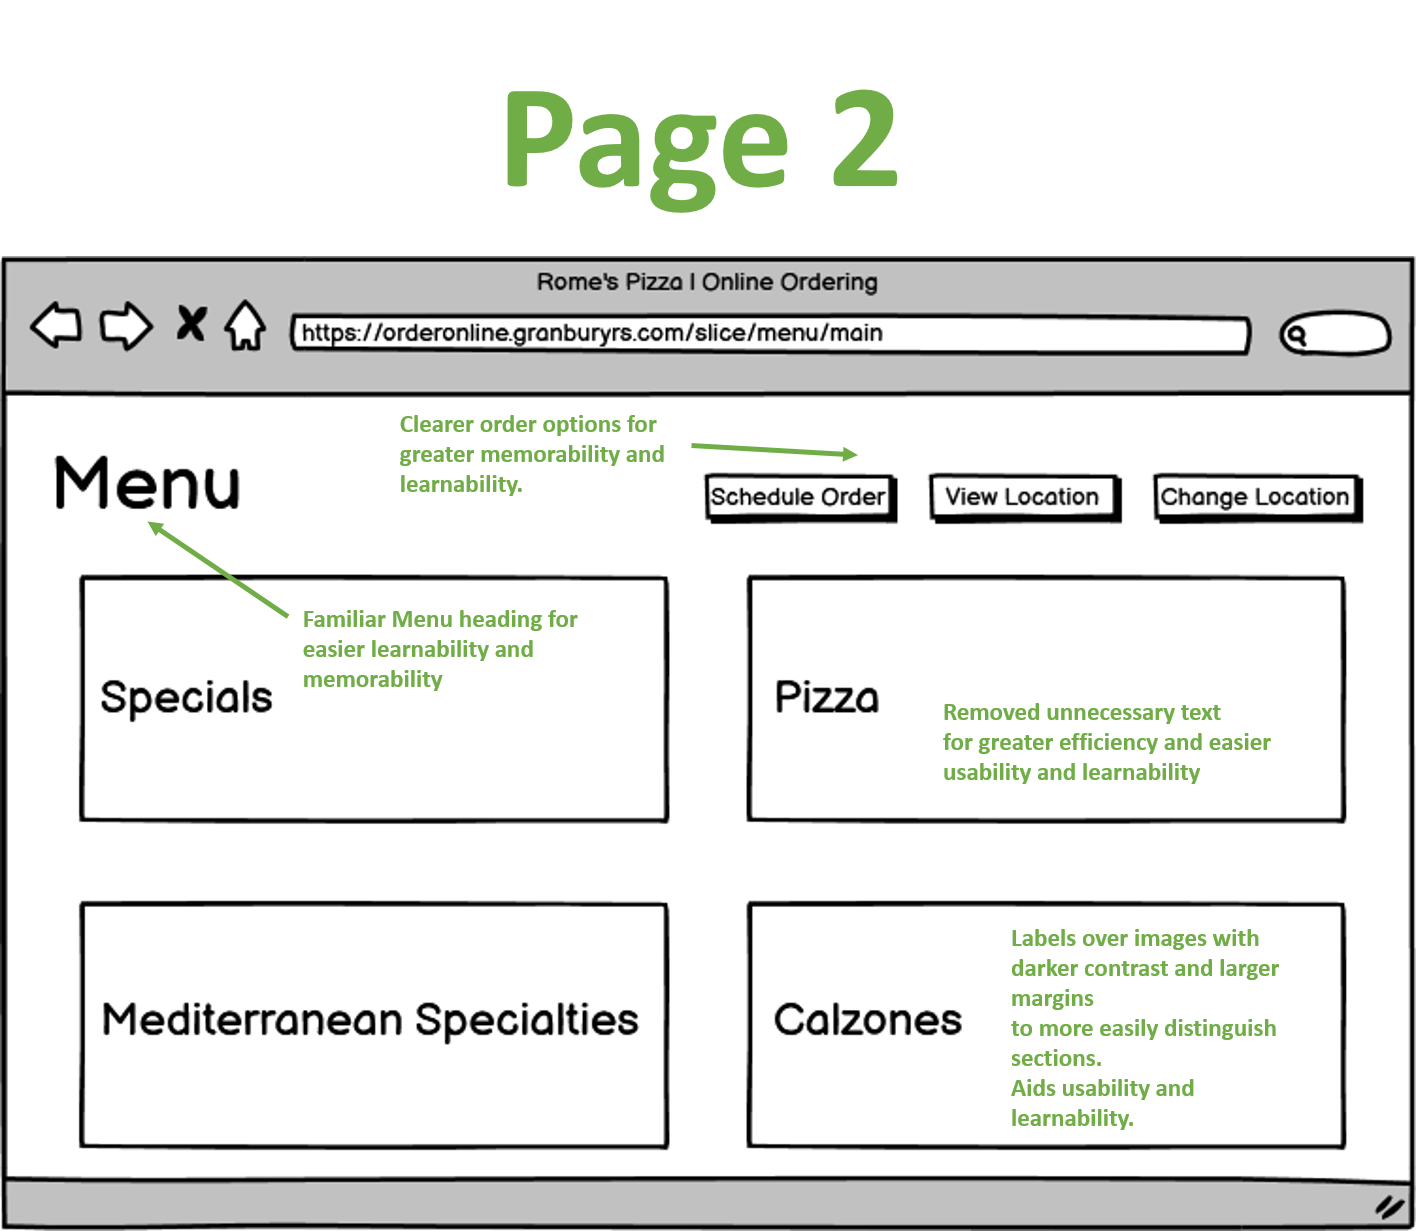 Page 2
Rome's Pizza | Online Ordering
https://orderonline.granburyrs.com/slice/menu/main
Clearer order options for
greater memorability and
learnability.
Menu
Schedule Order
View Location
Change Location
Familiar Menu heading for
easier learnability and
memorability
Specials
Pizza
Removed unnecessary text
for greater efficiency and easier
usability and learnability
Mediterranean Specialties
Calzones
Labels over images with
darker contrast and larger
margins
to more easily distinguish
sections.
Aids usability and
learnability.